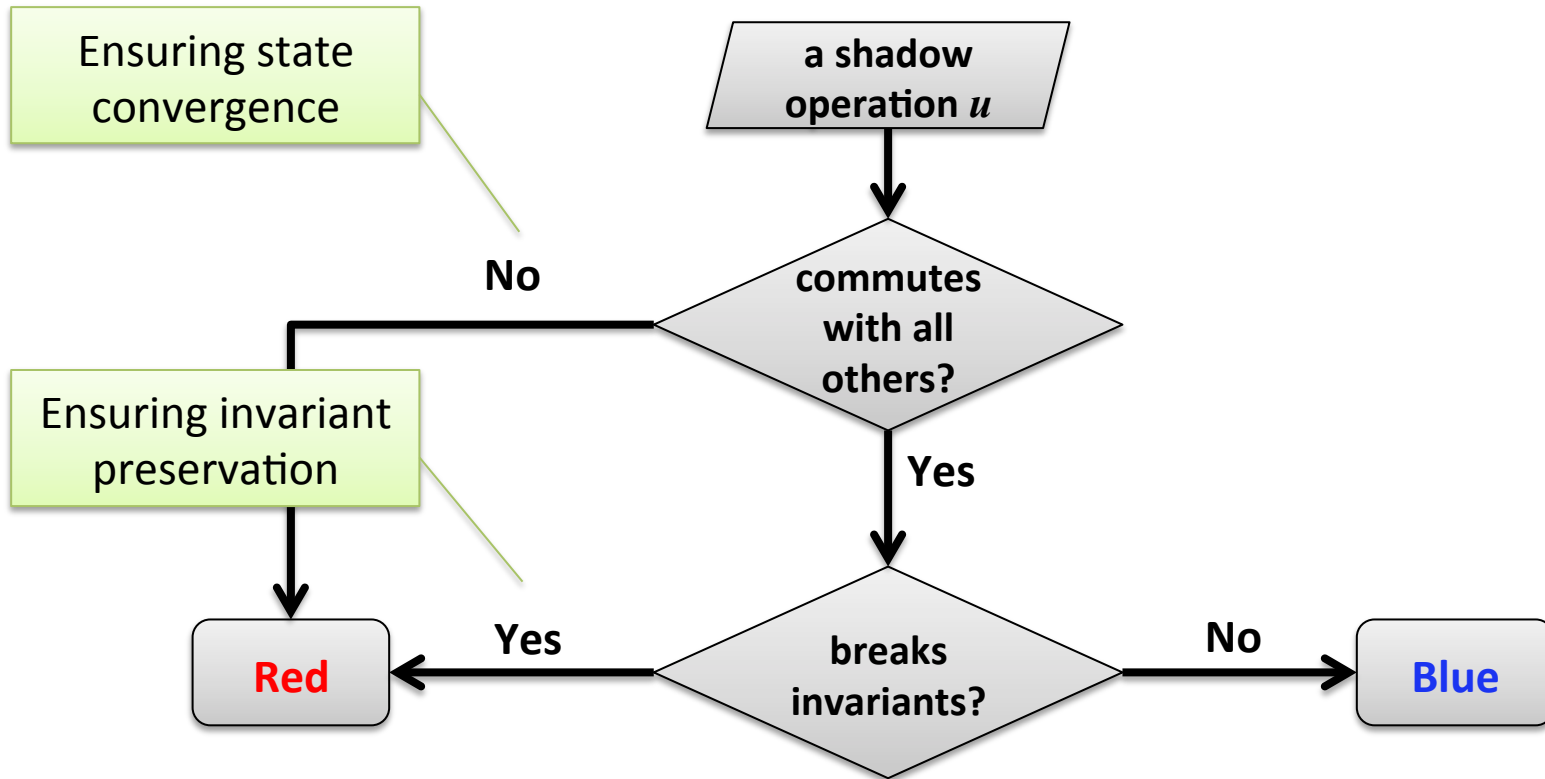 Ensuring state
convergence
a shadow
operation u
No
commutes
with all
others?
Ensuring invariant
preservation
Yes
Red
Yes
breaks
invariants?
No
Blue